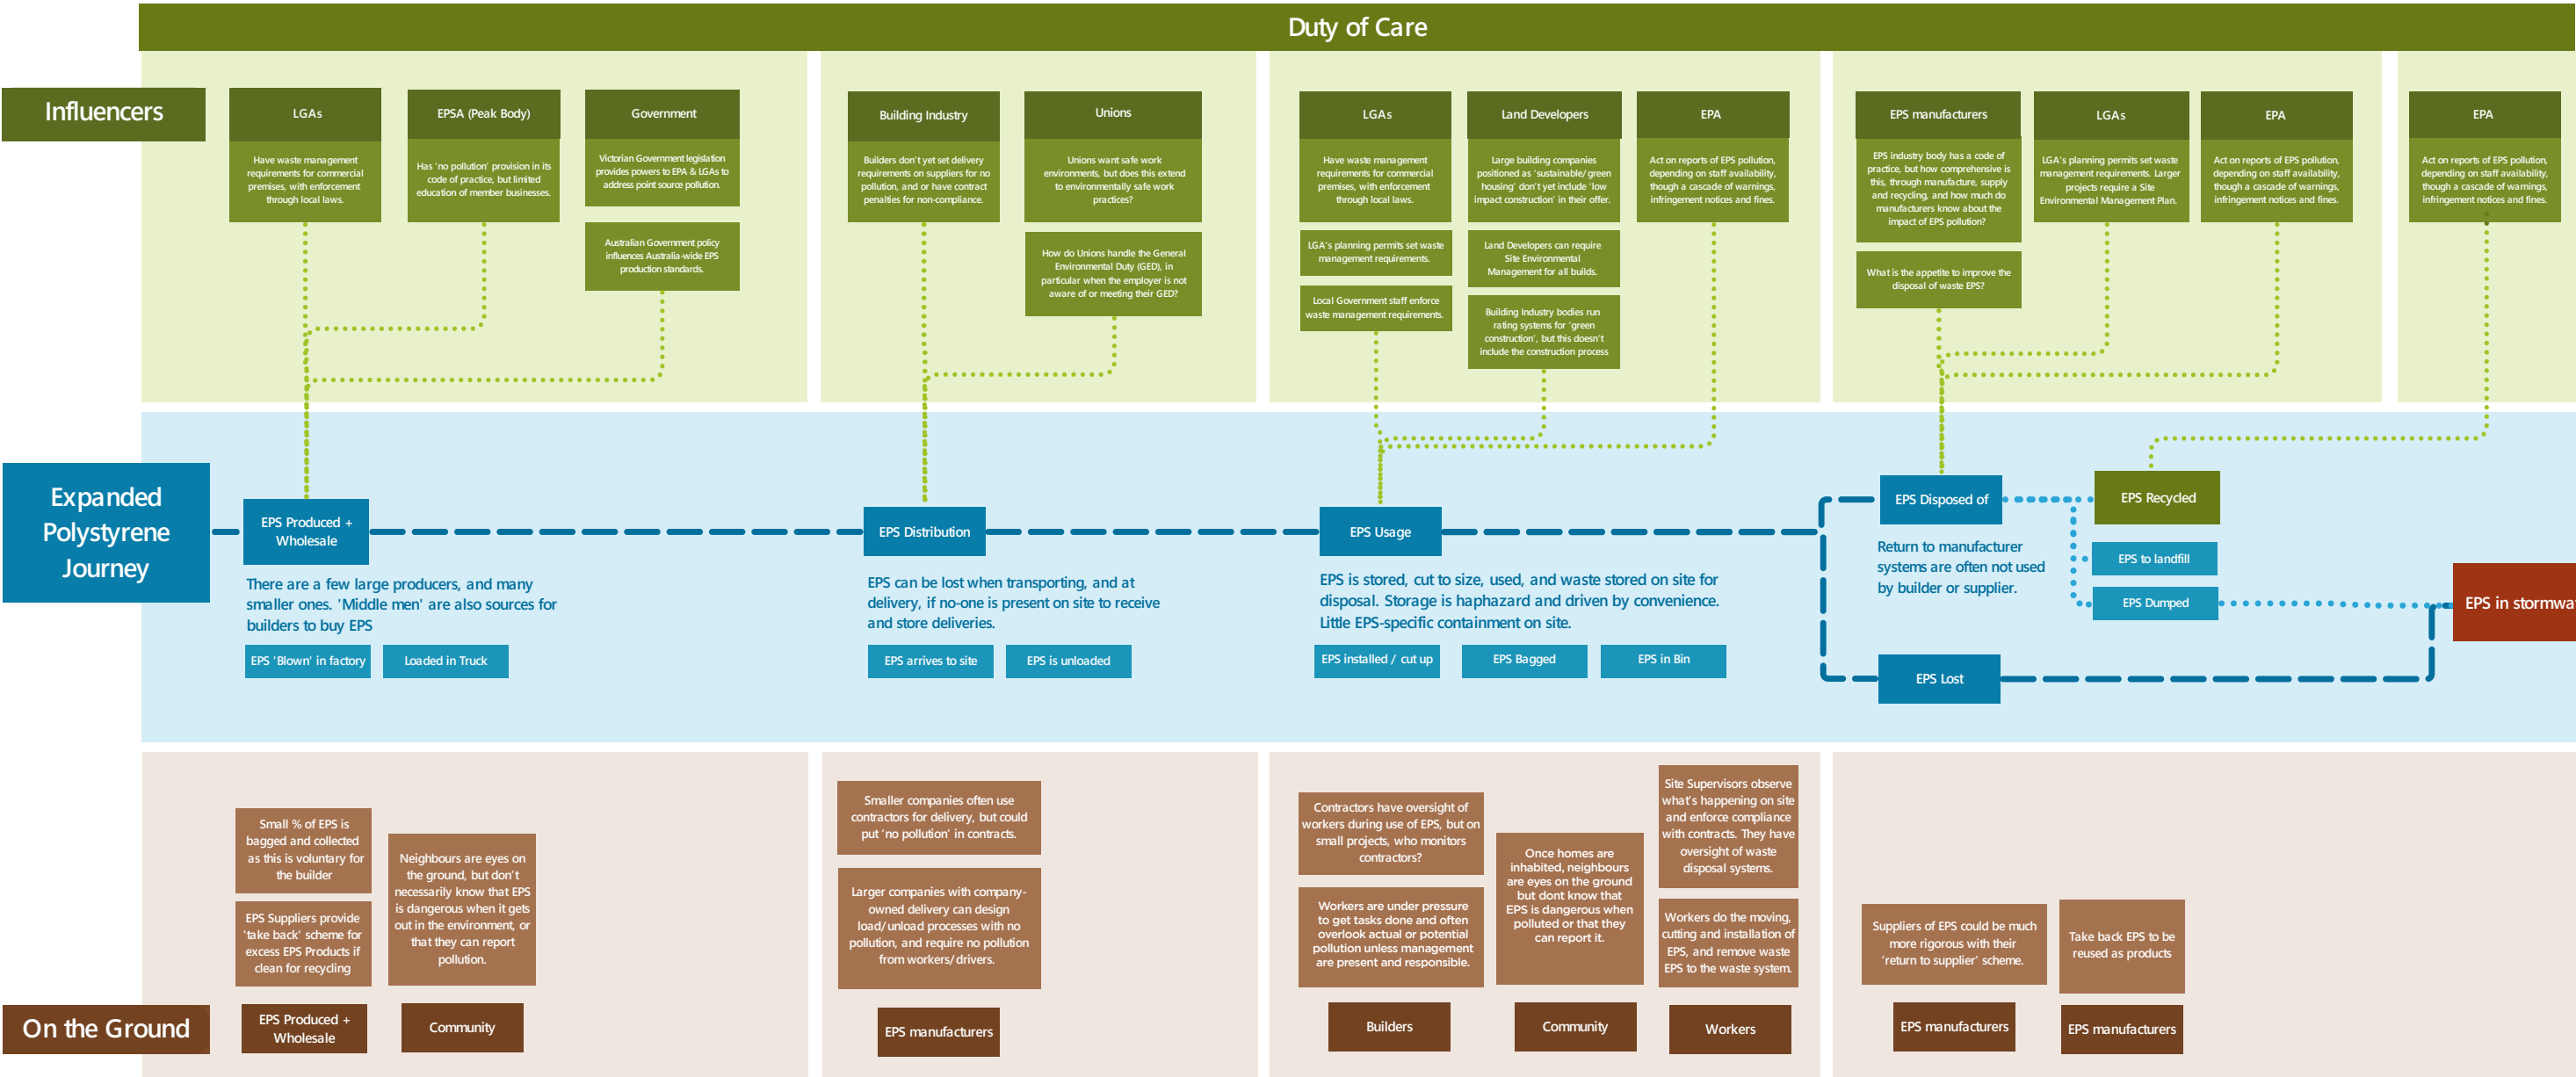 Duty of Care
Influencers
LGAs
Have waste management
requirements for commercial
premises, with enforcement
through local laws.
EPSA (Peak Body)
Has 'no pollution' provision in its
code of practice, but limited
education of member businesses.
Government
Victorian Government legislation
provides powers to EPA & LGAs to
address point source pollution.
Australian Government policy
influences Australia-wide EPS
production standards.
Building Industry
Builders don't yet set delivery
requirements on suppliers for no
pollution, and or have contract
penalties for non-compliance.
Unions
Unions want safe work
environments, but does this extend
to environmentally safe work
practices?
How do Unions handle the General
Environmental Duty (GED), in
particular when the employer is not
aware of or meeting their GED?
LGAs
Have waste management
requirements for commercial
premises, with enforcement
through local laws.
LGA's planning permits set waste
management requirements.
Local Government staff enforce
waste management requirements.
Land Developers
Large building companies
positioned as 'sustainable/green
housing' don't yet include 'low
impact construction' in their offer.
Land Developers can require
Site Environmental
Management for all builds.
Building Industry bodies run
rating systems for 'green
construction', but this doesn't
include the construction process
EPA
Act on reports of EPS pollution,
depending on staff availability,
though a cascade of warnings,
infringement notices and fines.
EPS manufacturers
EPS industry body has a code of
practice, but how comprehensive is
this, through manufacture, supply
and recycling, and how much do
manufacturers know about the
impact of EPS pollution?
What is the appetite to improve the
disposal of waste EPS?
LGAs
LGA's planning permits set waste
management requirements. Larger
projects require a Site
Environmental Management Plan.
EPA
Act on reports of EPS pollution,
depending on staff availability,
though a cascade of warnings,
infringement notices and fines.
EPA
Act on reports of EPS pollution,
depending on staff availability,
though a cascade of warnings,
infringement notices and fines.
Expanded
Polystyrene
Journey
EPS Produced +
Wholesale
There are a few large producers, and many
smaller ones. 'Middle men' are also sources for
builders to buy EPS
EPS 'Blown' in factory
Loaded in Truck
EPS Distribution
EPS can be lost when transporting, and at
delivery, if no-one is present on site to receive
and store deliveries.
EPS arrives to site
EPS is unloaded
EPS Usage
EPS is stored, cut to size, used, and waste stored on site for
disposal. Storage is haphazard and driven by convenience.
Little EPS-specific containment on site.
EPS installed / cut up
EPS Bagged
EPS in Bin
EPS Disposed of
Return to manufacturer
systems are often not used
by builder or supplier.
EPS Recycled
EPS to landfill
EPS Dumped
EPS Lost
EPS in stormwat
On the Ground
Small % of EPS is
bagged and collected
as this is voluntary for
the builder
EPS Suppliers provide
'take back' scheme for
excess EPS Products if
clean for recycling
EPS Produced +
Wholesale
Neighbours are eyes on
the ground, but don't
necessarily know that EPS
is dangerous when it gets
out in the environment, or
that they can report
pollution.
Community
Smaller companies often use
contractors for delivery, but could
put 'no pollution' in contracts.
Larger companies with company-
owned delivery can design
load/unload processes with no
pollution, and require no pollution
from workers/drivers.
EPS manufacturers
Contractors have oversight of
workers during use of EPS, but on
small projects, who monitors
contractors?
Workers are under pressure
to get tasks done and often
overlook actual or potential
pollution unless management
are present and responsible.
Builders
Once homes are
inhabited, neighbours
are eyes on the ground
but dont know that
EPS is dangerous when
polluted or that they
can report it.
Community
Site Supervisors observe
what's happening on site
and enforce compliance
with contracts. They have
oversight of waste
disposal systems.
Workers do the moving,
cutting and installation of
EPS, and remove waste
EPS to the waste system.
Workers
Suppliers of EPS could be much
more rigorous with their
'return to supplier' scheme.
EPS manufacturers
Take back EPS to be
reused as products
EPS manufacturers